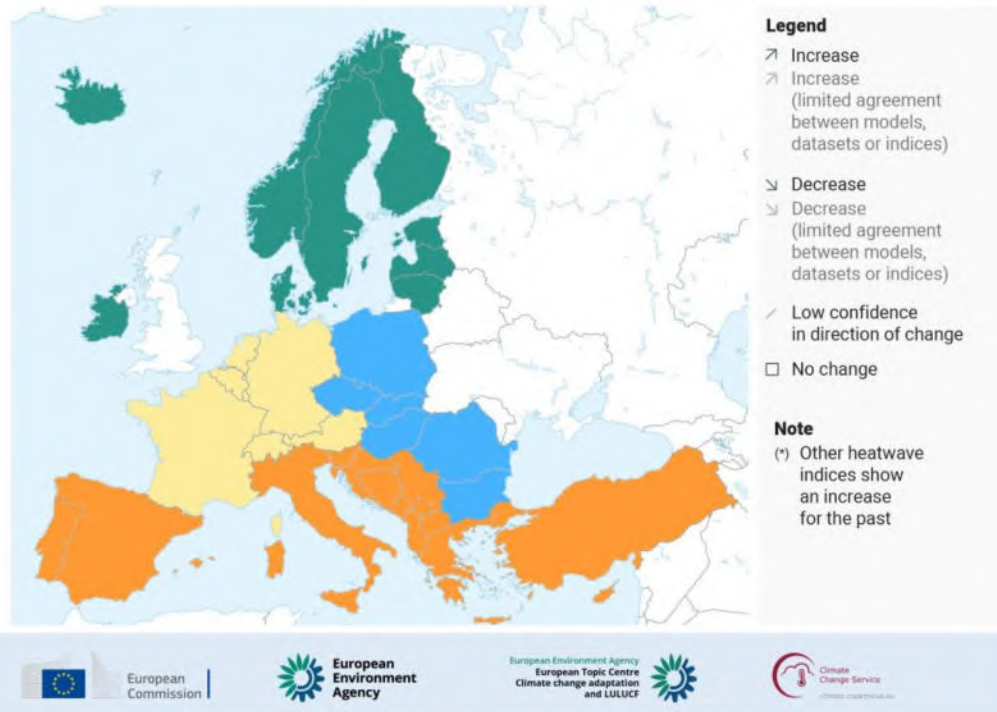 Legend
Increase
Increase
(limited agreement
between models,
datasets or indices)
Decrease
Decrease
(limited agreement
between models,
datasets or indices)
Low confidence
in direction of change
No change
Note
(*) Other heatwave
indices show
an increase
for the past
European
Commission
European
Environment
Agency
European Environment Agency
European Topic Centre
Climate change adaptation
and LULUCF
Climate
Change Service